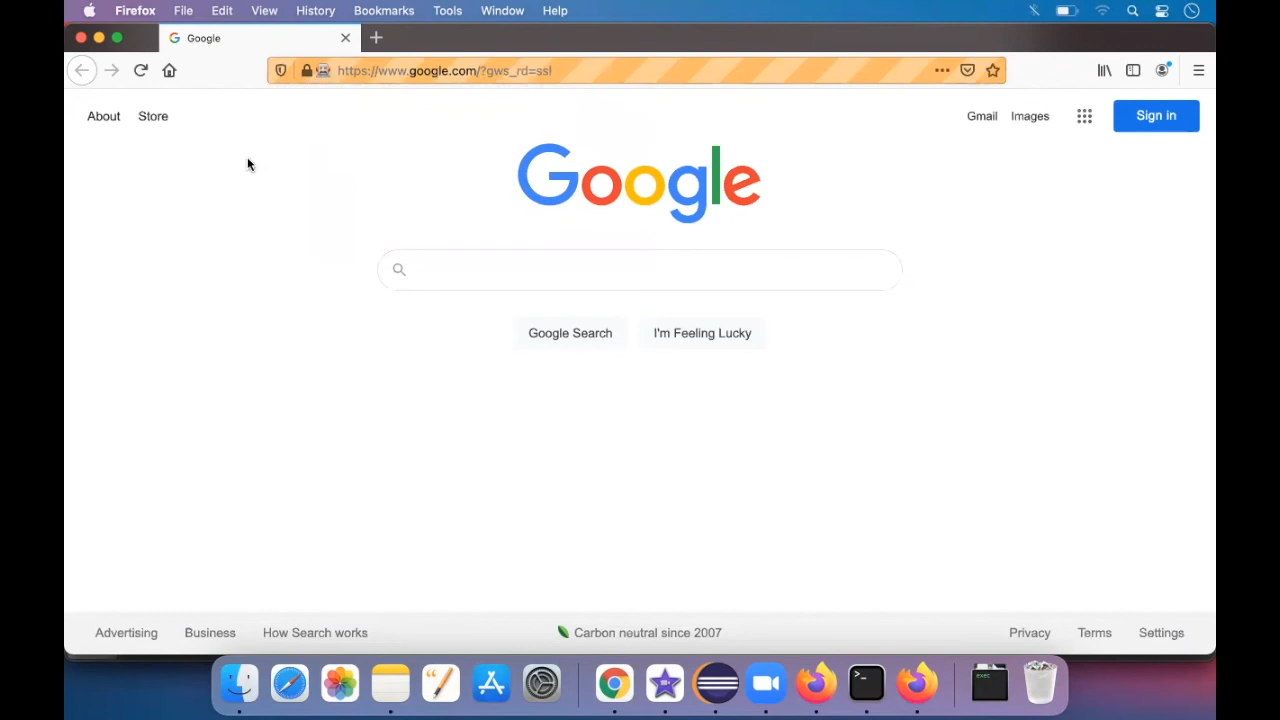 Firefox File Edit View History Bookmarks Tools Window Help
Google
https://www.google.com/?gws_rd=ssl
About Store Gmail Images Sign in
Google
Google Search I'm Feeling Lucky
Advertising Business How Search works Carbon neutral since 2007 Privacy Terms Settings
>_ exec